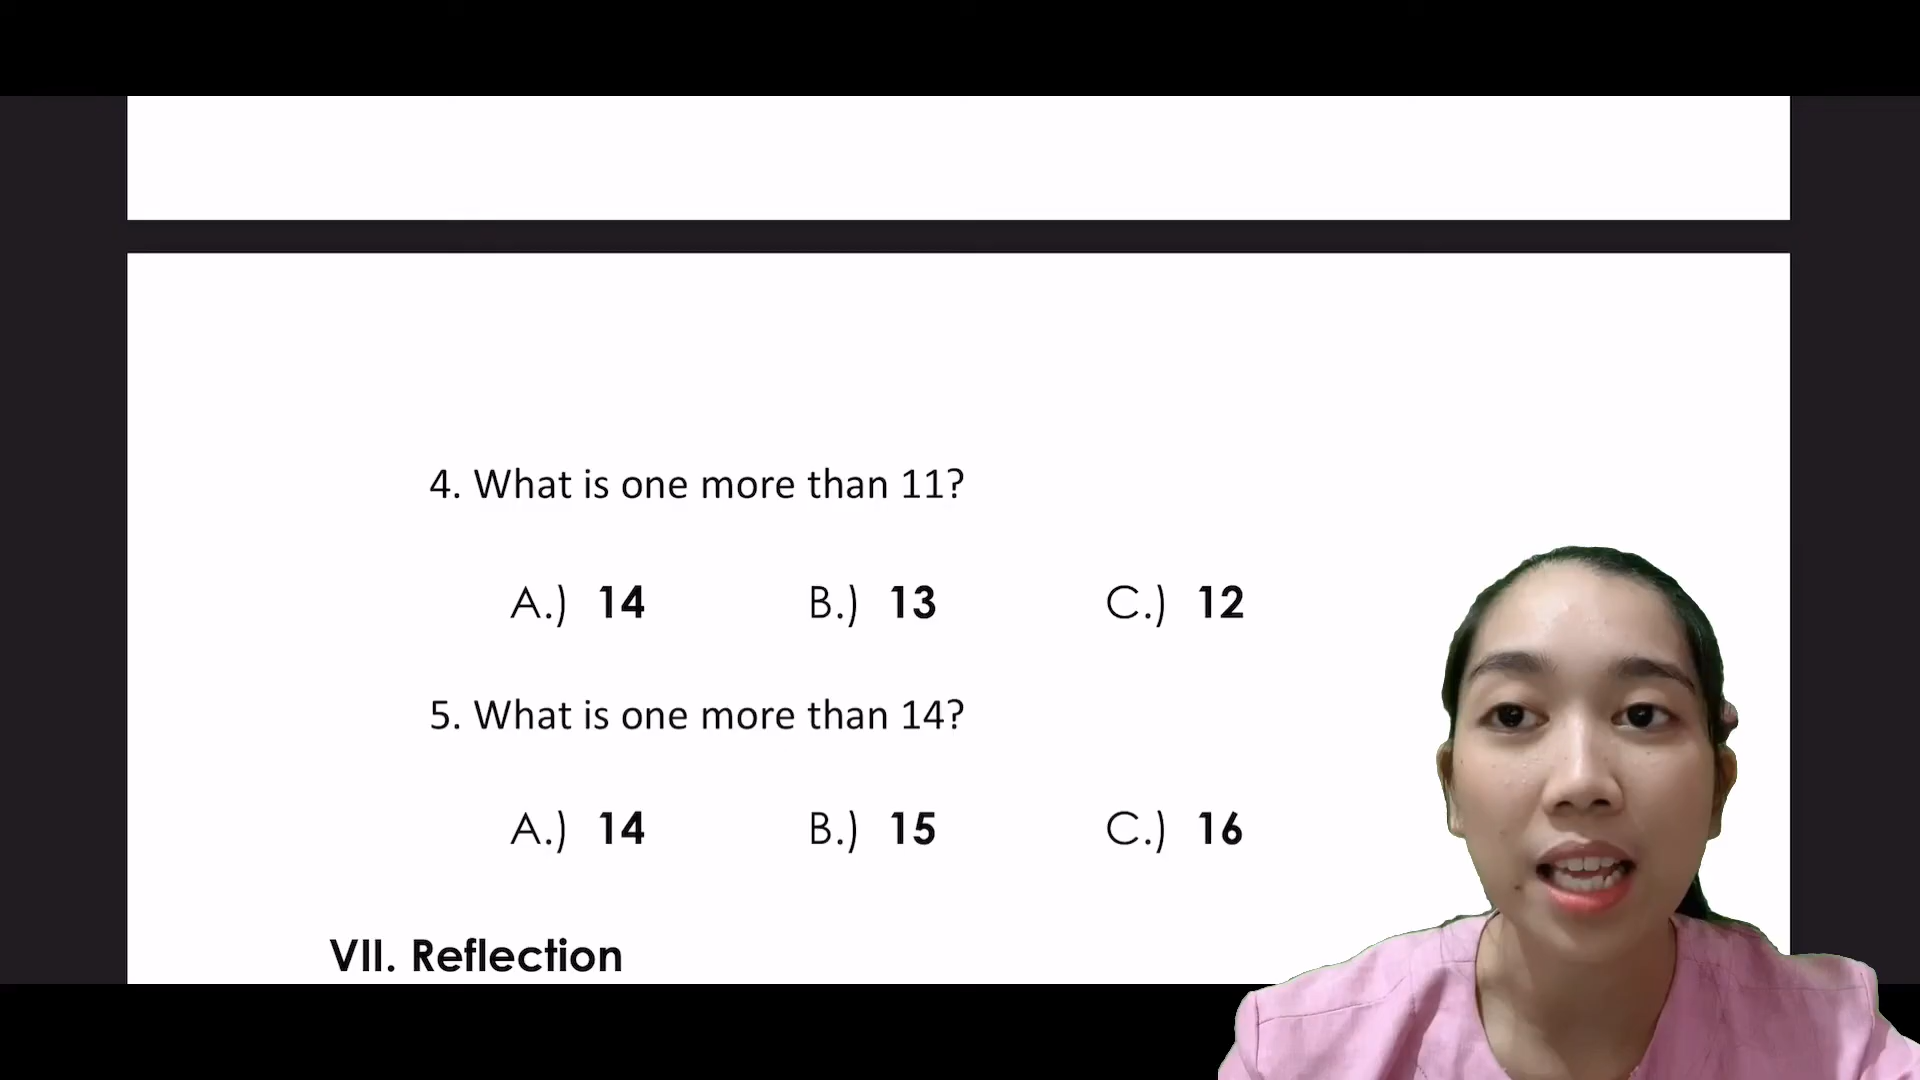 4. What is one more than 11?
A.) 14 B.) 13 C.) 12
5. What is one more than 14?
A.) 14 B.) 15 C.) 16
VII. Reflection